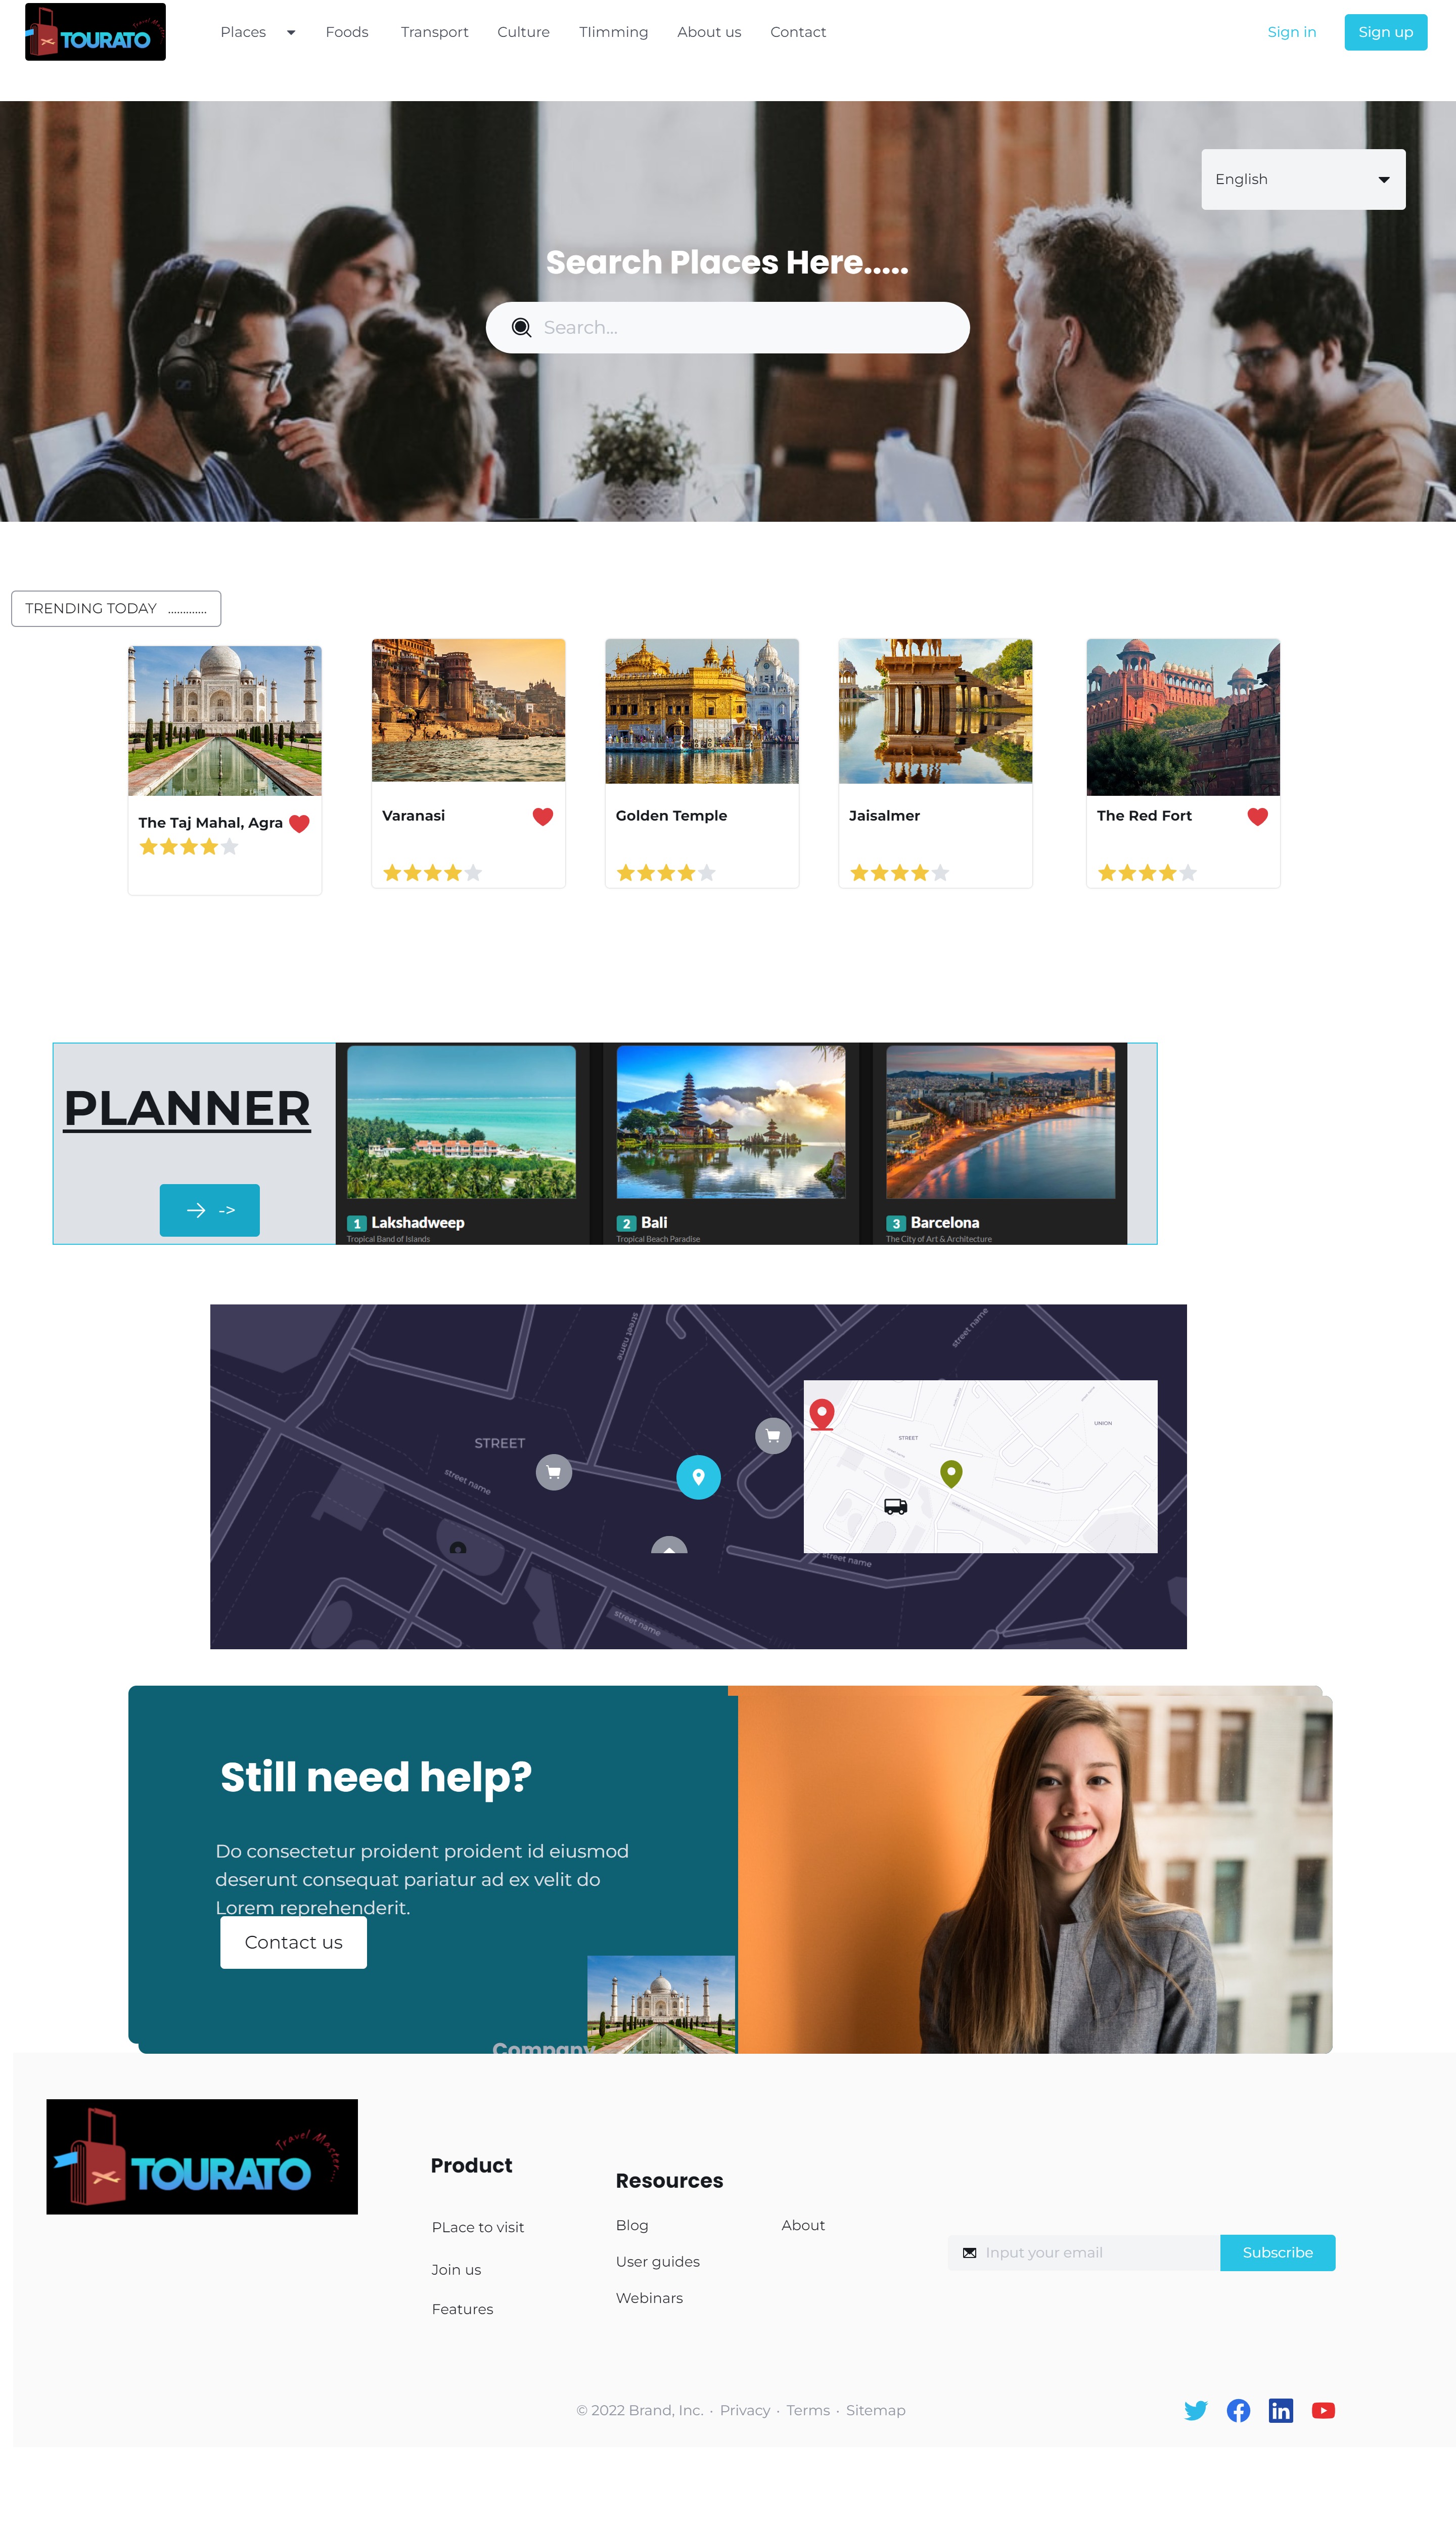 TOURATO
Travel Master...
Places
Foods
Transport
Culture
TIimming
About us
Contact
Sign in
Sign up
English
Search Places Here.....
Search...
TRENDING TODAY .............
The Taj Mahal, Agra
Varanasi
Golden Temple
Jaisalmer
The Red Fort
PLANNER
->
1 Lakshadweep
Tropical Band of Islands
2 Bali
Tropical Beach Paradise
3 Barcelona
The City of Art & Architecture
street name
street name
STREET
street name
STREET
UNION
street name
street name
Still need help?
Do consectetur proident proident id eiusmod
deserunt consequat pariatur ad ex velit do
Lorem reprehenderit.
Contact us
Company
TOURATO
Travel Master...
Product
PLace to visit
Join us
Features
Resources
Blog
User guides
Webinars
About
Input your email
Subscribe
© 2022 Brand, Inc. · Privacy · Terms · Sitemap